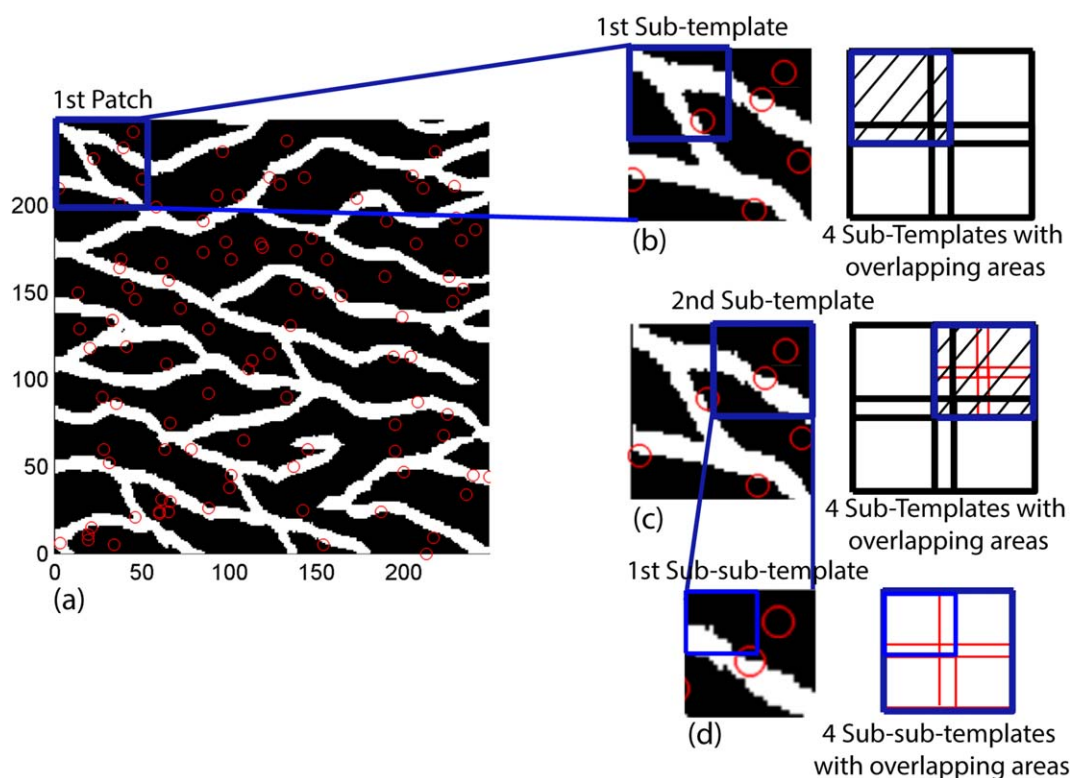 1st Sub-template
1st Patch
200
150
100
50
0
0 50 100 150 200
(a)
(b)
4 Sub-Templates with
overlapping areas
2nd Sub-template
(c)
4 Sub-Templates with
overlapping areas
1st Sub-sub-template
(d)
4 Sub-sub-templates
with overlapping areas